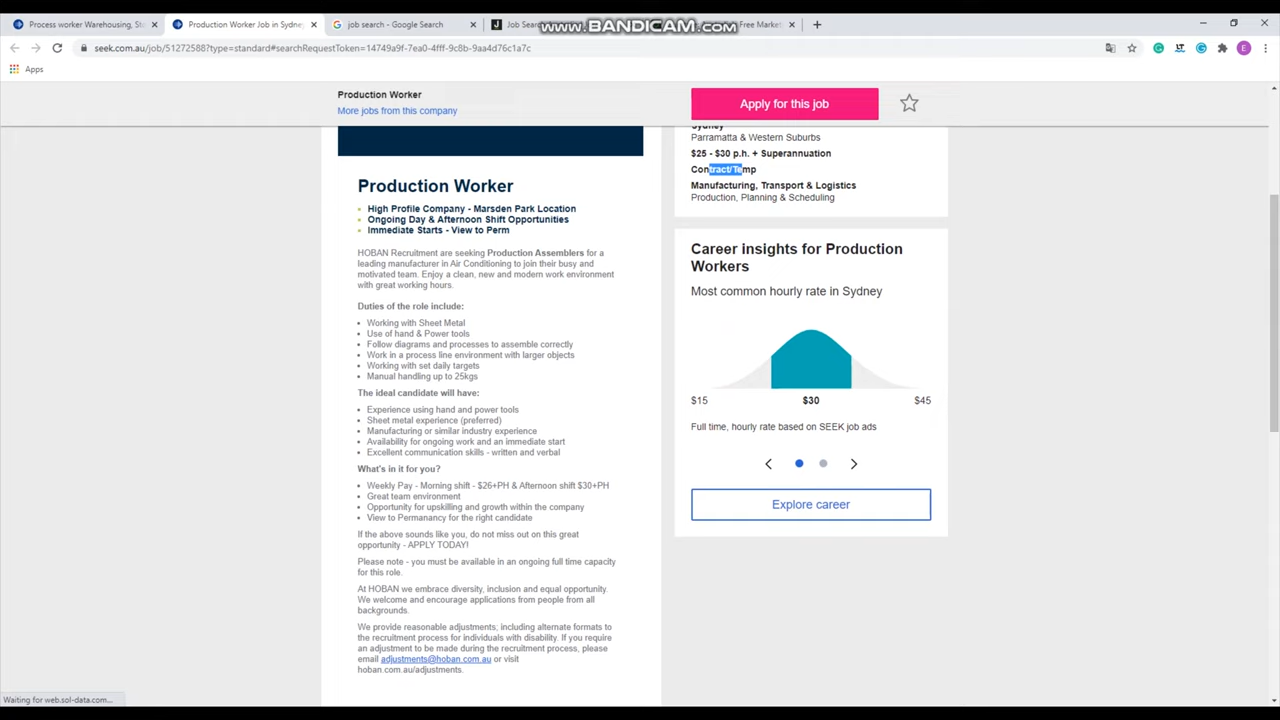 Process worker Warehousing, Sta
Production Worker Job in Sydney
job search - Google Search
Job Sea
Free Market
WWW.BANDICAM.COM
seek.com.au/job/51272588?type=standard#searchRequestToken=14749a9f-7ea0-4fff-9c8b-9aa4d76c1a7c
Apps
Production Worker
More jobs from this company
Apply for this job
Sydney
Parramatta & Western Suburbs
$25 - $30 p.h. + Superannuation
Contract/Temp
Manufacturing, Transport & Logistics
Production, Planning & Scheduling
Production Worker
High Profile Company - Marsden Park Location
Ongoing Day & Afternoon Shift Opportunities
Immediate Starts - View to Perm
HOBAN Recruitment are seeking Production Assemblers for a
leading manufacturer in Air Conditioning to join their busy and
motivated team. Enjoy a clean, new and modern work environment
with great working hours.
Duties of the role include:
Working with Sheet Metal
Use of hand & Power tools
Follow diagrams and processes to assemble correctly
Work in a process line environment with larger objects
Working with set daily targets
Manual handling up to 25kgs
The ideal candidate will have:
Experience using hand and power tools
Sheet metal experience (preferred)
Manufacturing or similar industry experience
Availability for ongoing work and an immediate start
Excellent communication skills - written and verbal
What's in it for you?
Weekly Pay - Morning shift - $26+PH & Afternoon shift $30+PH
Great team environment
Opportunity for upskilling and growth within the company
View to Permanancy for the right candidate
If the above sounds like you, do not miss out on this great
opportunity - APPLY TODAY!
Please note - you must be available in an ongoing full time capacity
for this role.
At HOBAN we embrace diversity, inclusion and equal opportunity.
We welcome and encourage applications from people from all
backgrounds.
We provide reasonable adjustments; including alternate formats to
the recruitment process for individuals with disability. If you require
an adjustment to be made during the recruitment process, please
email adjustments@hoban.com.au or visit
hoban.com.au/adjustments.
Career insights for Production
Workers
Most common hourly rate in Sydney
$15 $30 $45
Full time, hourly rate based on SEEK job ads
Explore career
Waiting for web.sol-data.com...